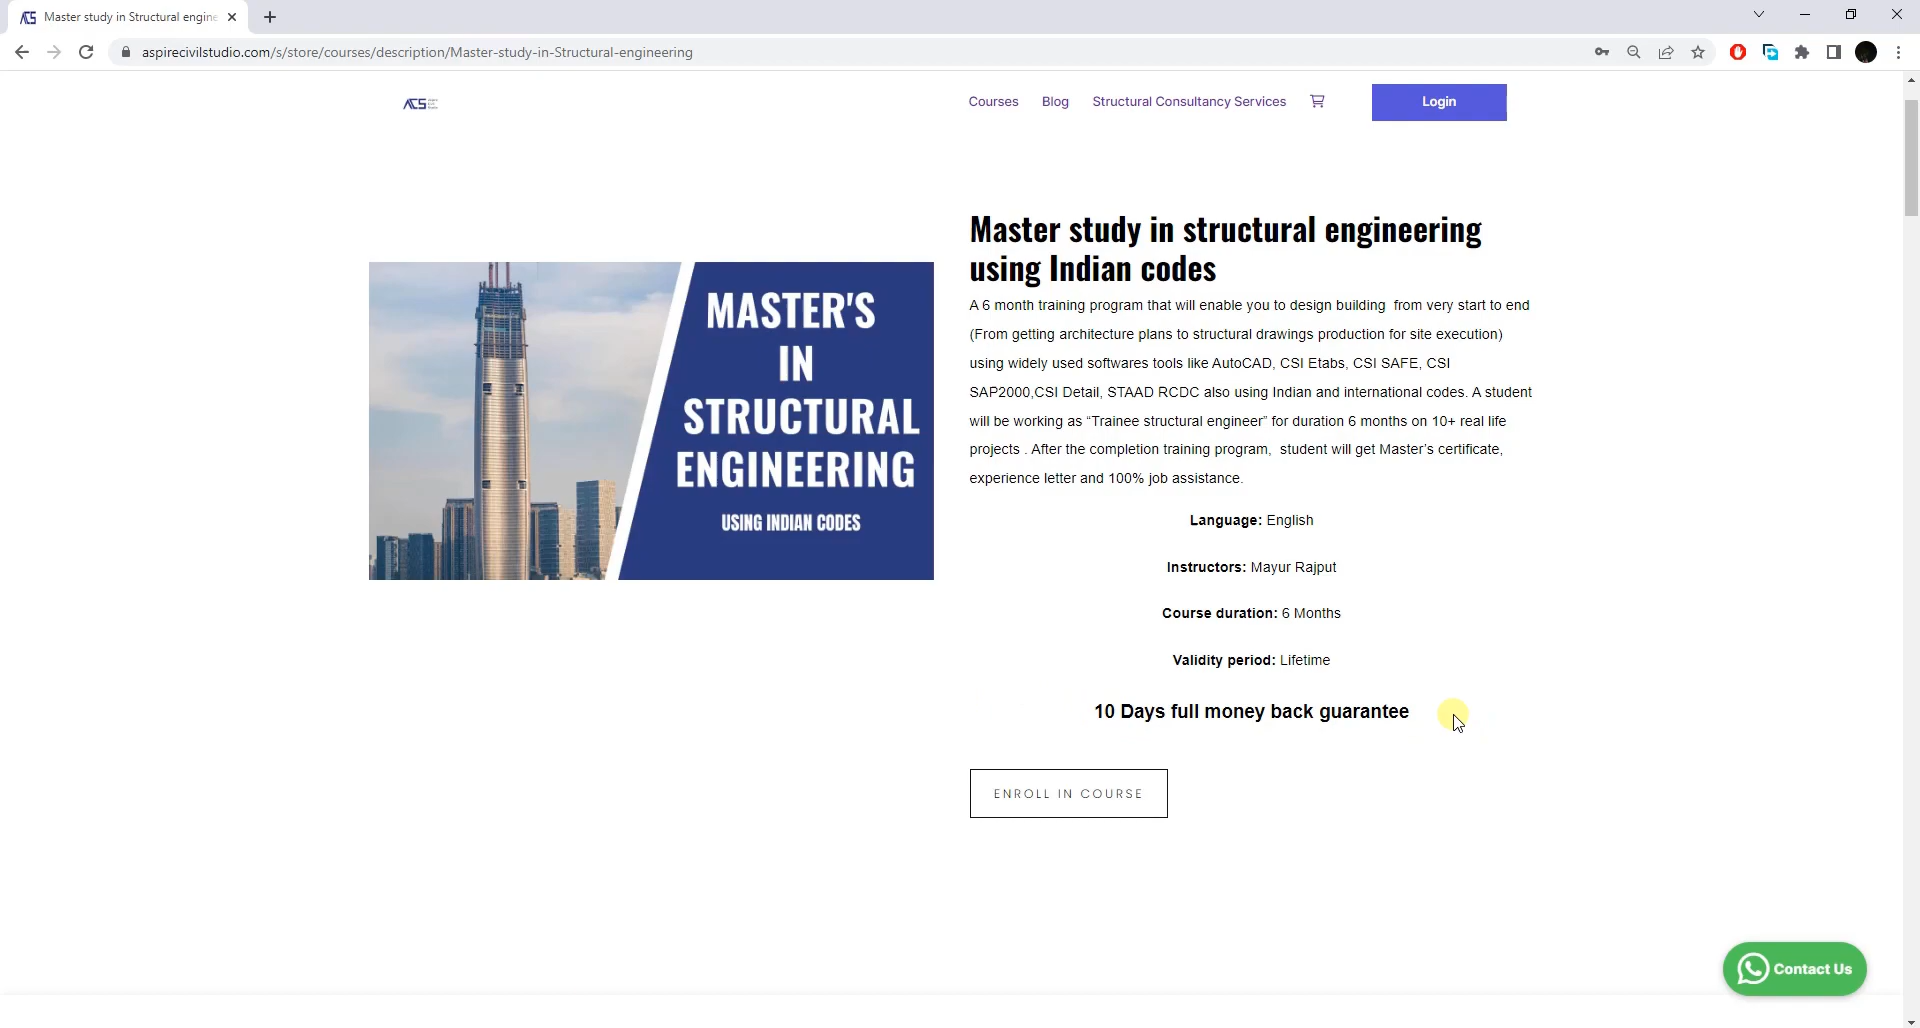 Master study in Structural engine
aspirecivilstudio.com/s/store/courses/description/Master-study-in-Structural-engineering
ACS
Courses
Blog
Structural Consultancy Services
Login
MASTER'S
IN
STRUCTURAL
ENGINEERING
USING INDIAN CODES
Master study in structural engineering
using Indian codes
A 6 month training program that will enable you to design building  from very start to end
(From getting architecture plans to structural drawings production for site execution)
using widely used softwares tools like AutoCAD, CSI Etabs, CSI SAFE, CSI
SAP2000,CSI Detail, STAAD RCDC also using Indian and international codes. A student
will be working as “Trainee structural engineer” for duration 6 months on 10+ real life
projects . After the completion training program,  student will get Master’s certificate,
experience letter and 100% job assistance.
Language: English
Instructors: Mayur Rajput
Course duration: 6 Months
Validity period: Lifetime
10 Days full money back guarantee
ENROLL IN COURSE
Contact Us